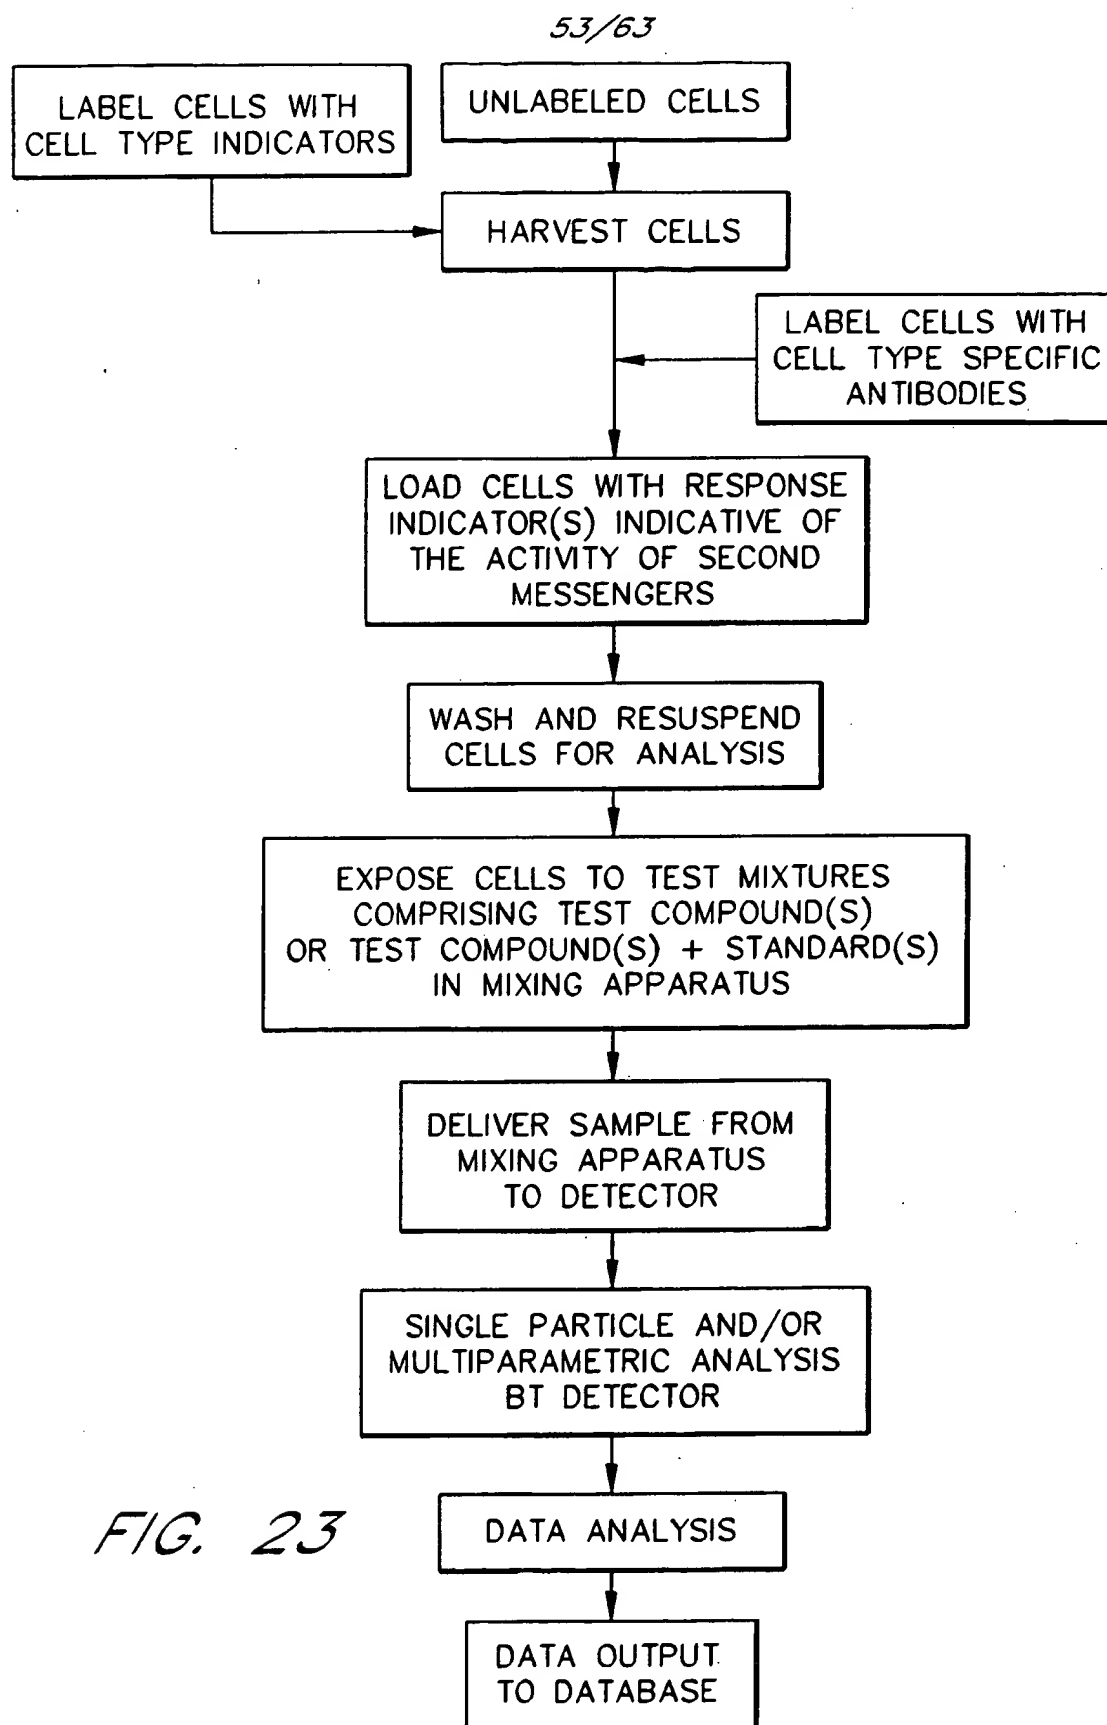 53/63
LABEL CELLS WITH
CELL TYPE INDICATORS
UNLABELED CELLS
HARVEST CELLS
LABEL CELLS WITH
CELL TYPE SPECIFIC
ANTIBODIES
LOAD CELLS WITH RESPONSE
INDICATOR(S) INDICATIVE OF
THE ACTIVITY OF SECOND
MESSENGERS
WASH AND RESUSPEND
CELLS FOR ANALYSIS
EXPOSE CELLS TO TEST MIXTURES
COMPRISING TEST COMPOUND(S)
OR TEST COMPOUND(S) + STANDARD(S)
IN MIXING APPARATUS
DELIVER SAMPLE FROM
MIXING APPARATUS
TO DETECTOR
SINGLE PARTICLE AND/OR
MULTIPARAMETRIC ANALYSIS
BT DETECTOR
DATA ANALYSIS
FIG. 23
DATA OUTPUT
TO DATABASE